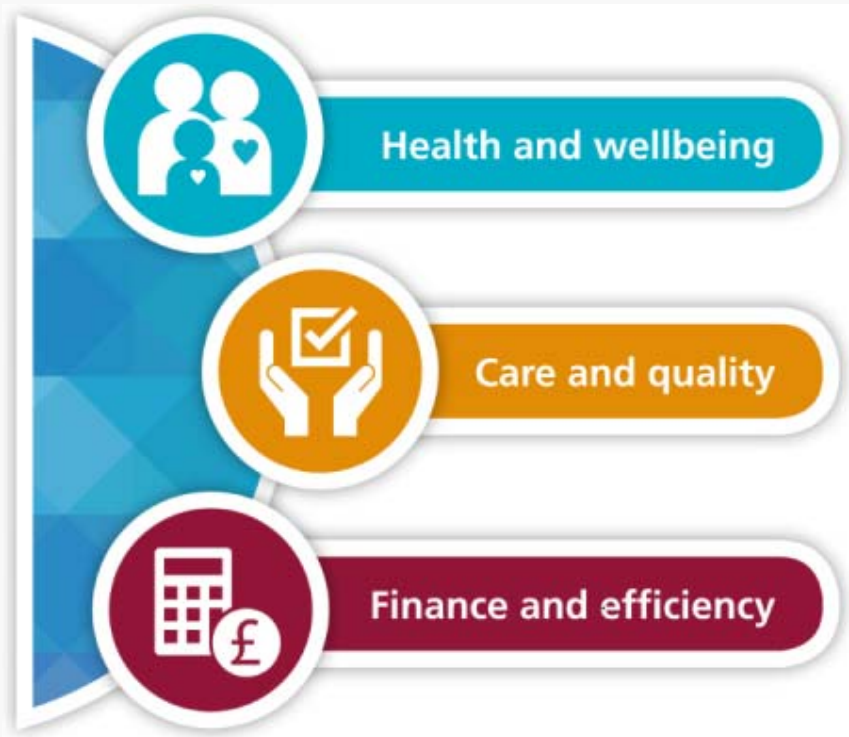 Health and wellbeing
Care and quality
£
Finance and efficiency